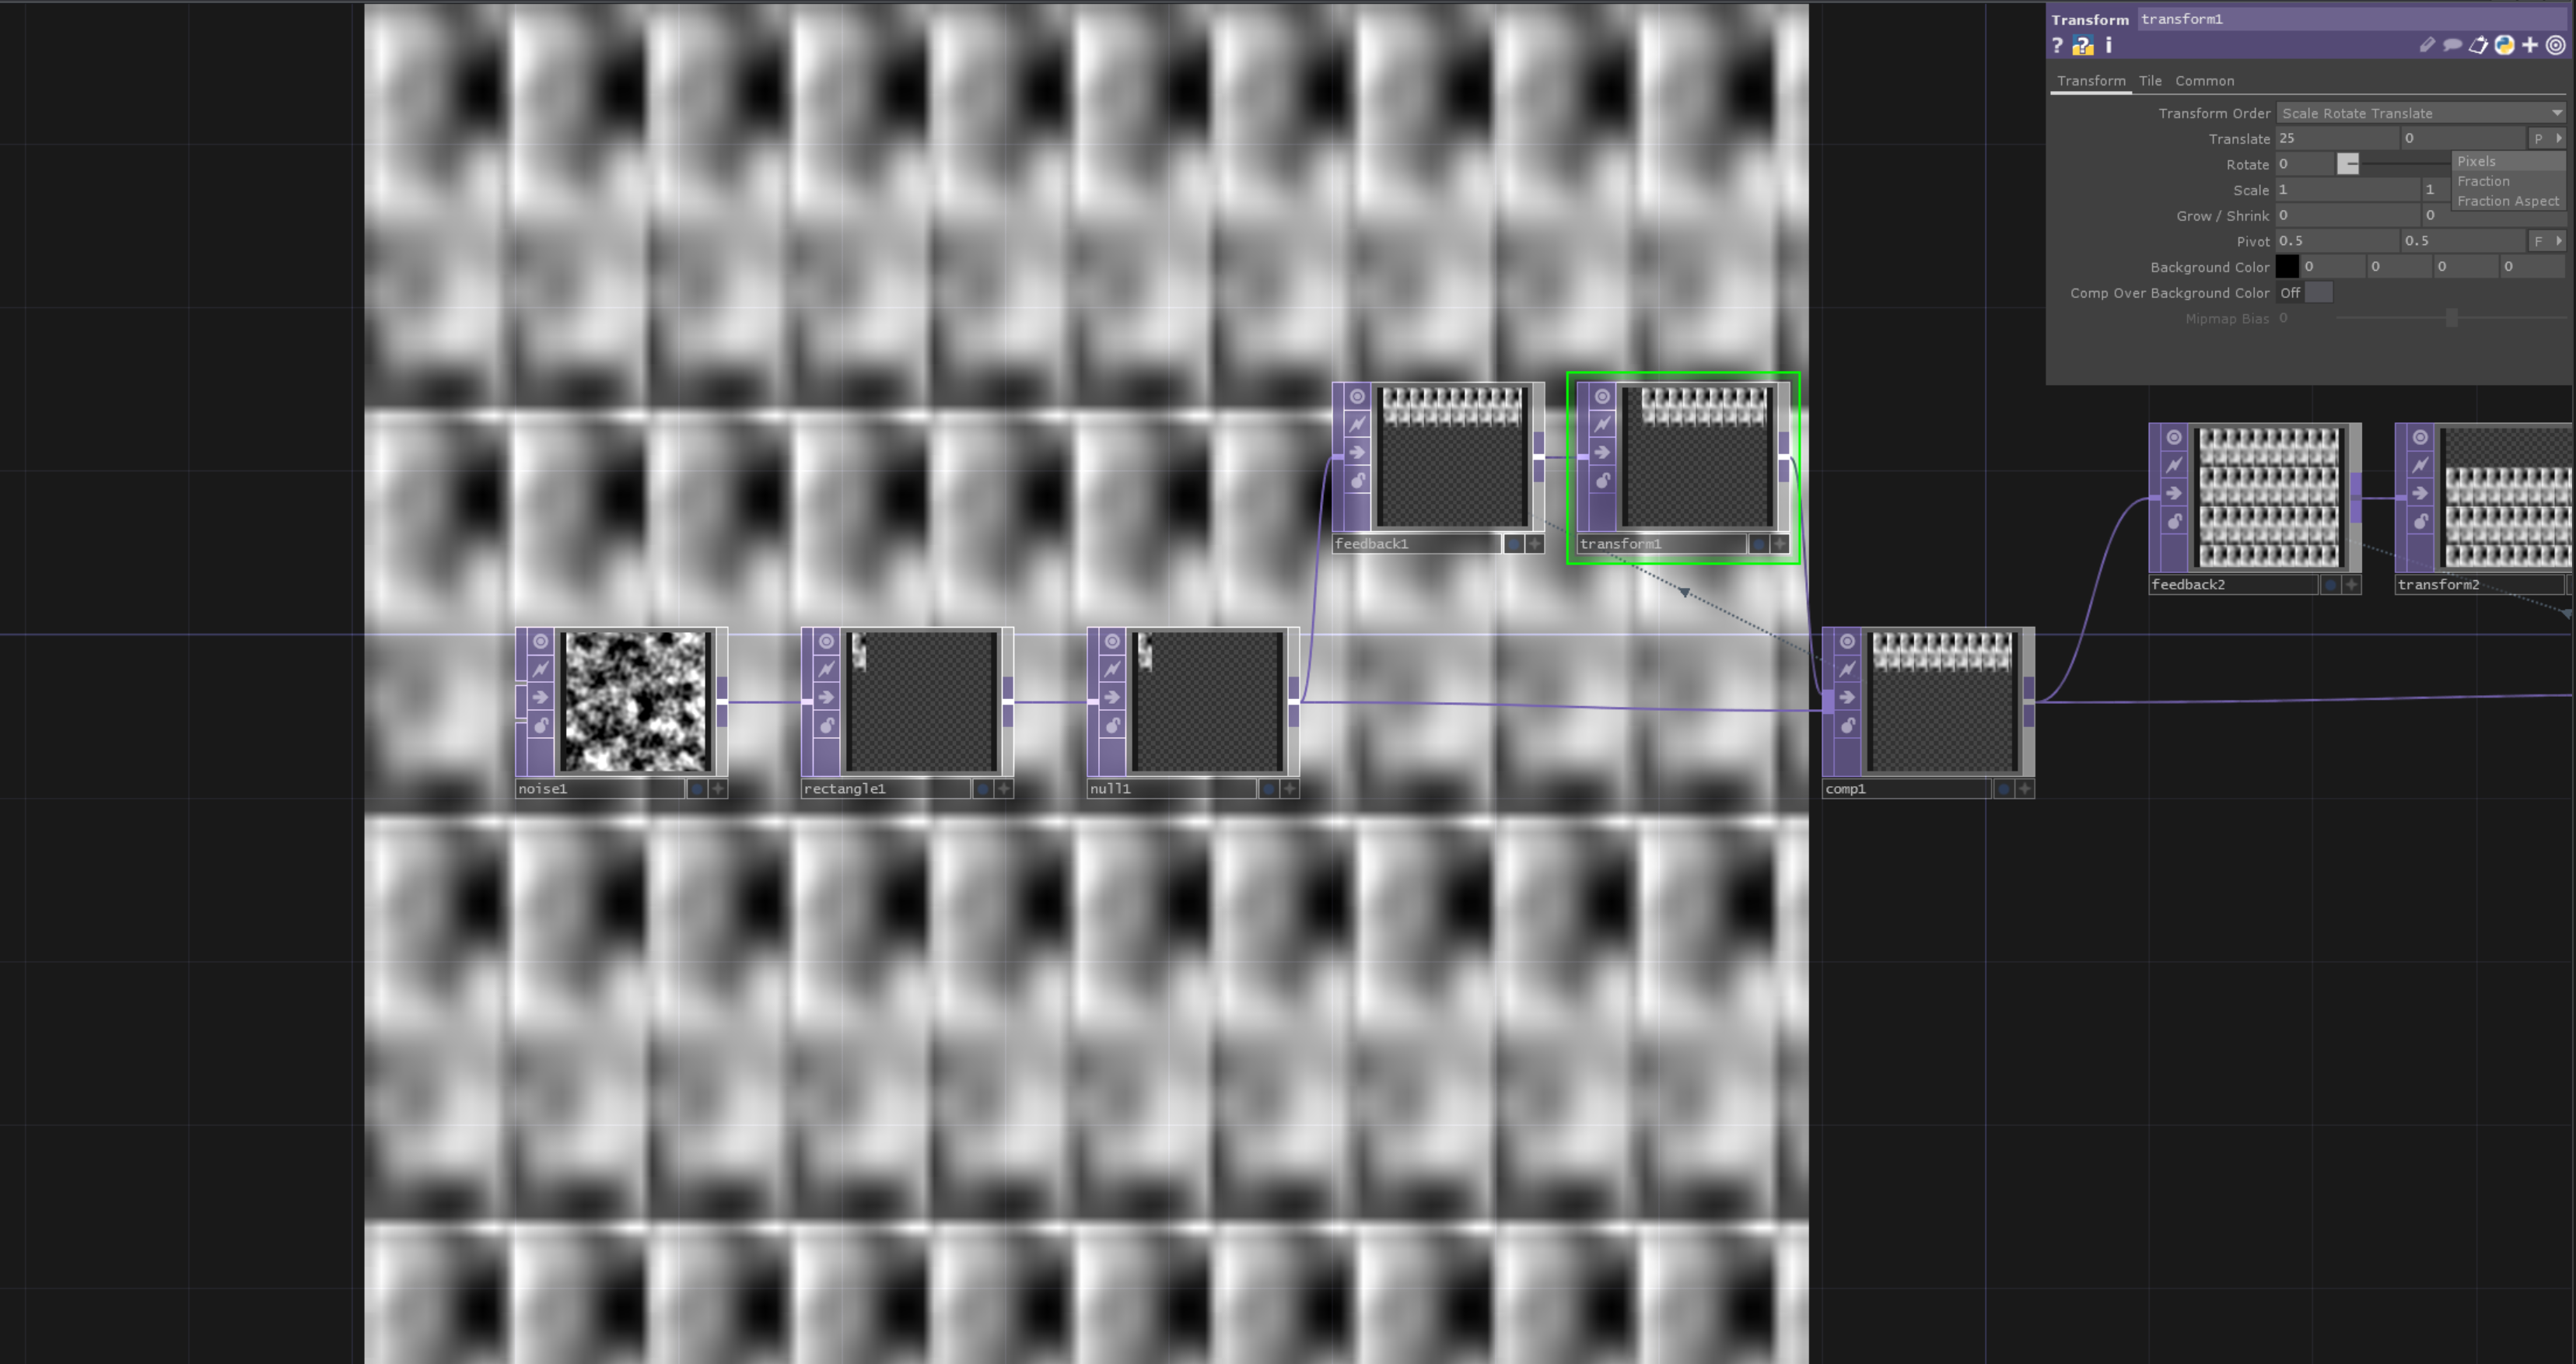 Transform transform1
? ? i
Transform Tile Common
Transform Order Scale Rotate Translate
Translate 25 0 P
Rotate 0
Pixels
Fraction
Fraction Aspect
Scale 1 1
Grow / Shrink 0 0
Pivot 0.5 0.5 F
Background Color 0 0 0 0
Comp Over Background Color Off
Mipmap Bias 0
feedback1
transform1
feedback2
transform2
noise1
rectangle1
null1
comp1